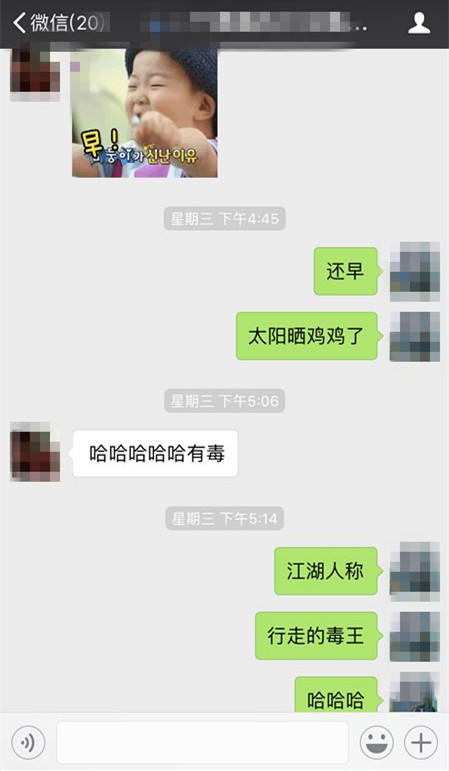 微信(20)
...
早!
둥이가 신난 이유
星期三 下午4:45
还早
太阳晒鸡鸡了
星期三 下午5:06
哈哈哈哈哈有毒
星期三 下午5:14
江湖人称
行走的毒王
哈哈哈